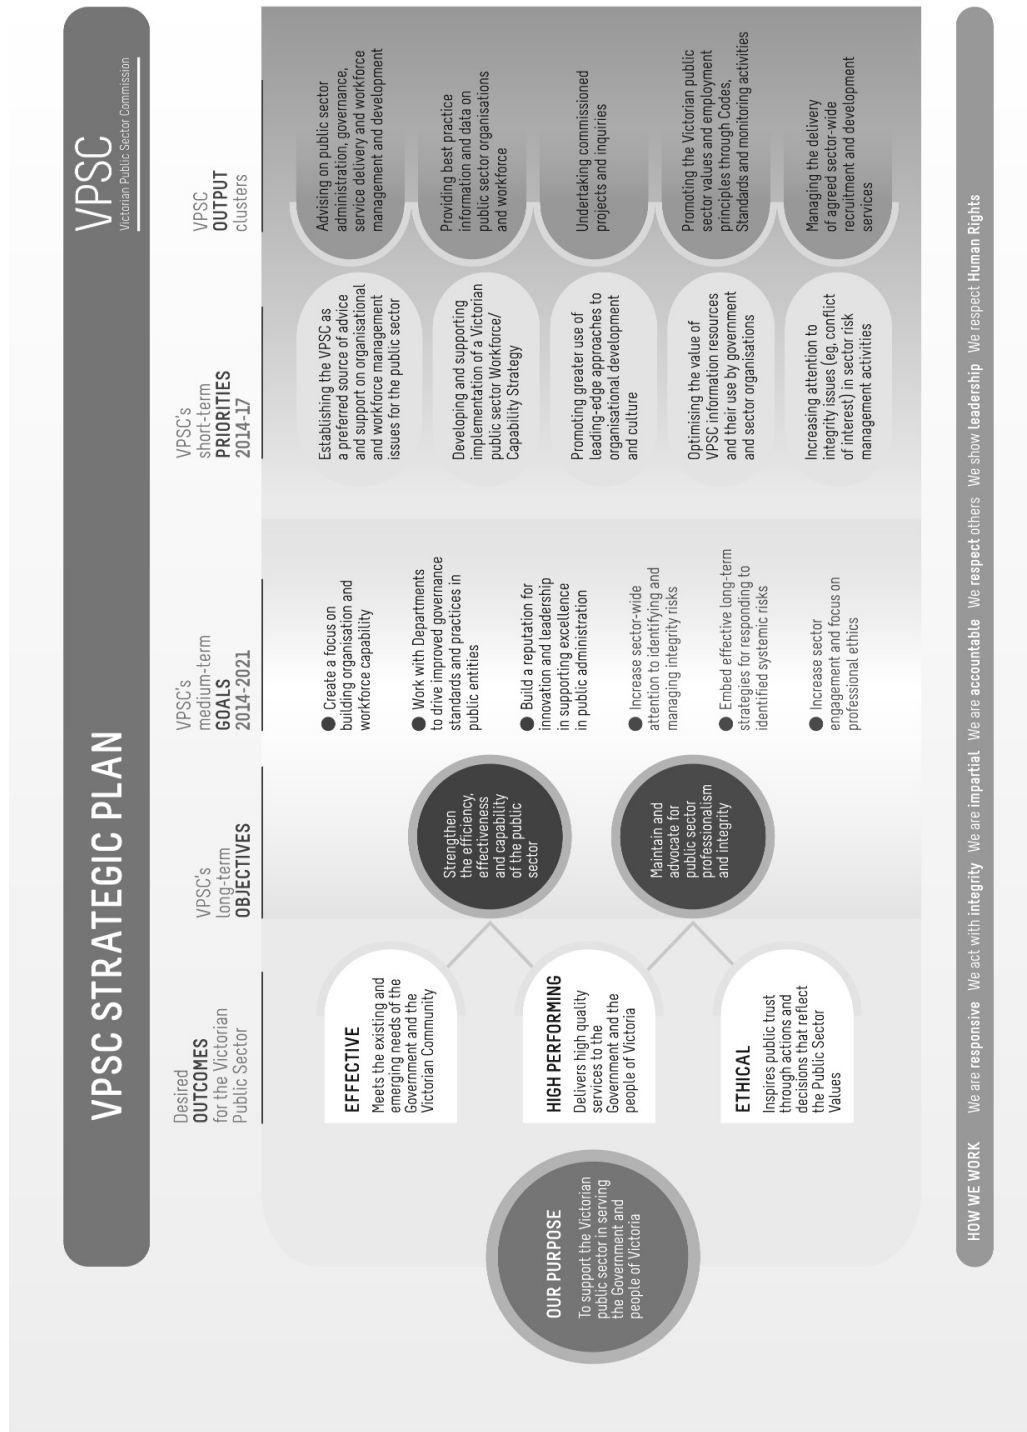 VPSC STRATEGIC PLAN
VPSC
Victorian Public Sector Commission
Desired
OUTCOMES
for the Victorian
Public Sector
VPSC's
long-term
OBJECTIVES
VPSC's
medium-term
GOALS
2014-2021
VPSC's
short-term
PRIORITIES
2014-17
VPSC
OUTPUT
clusters
OUR PURPOSE
To support the Victorian
public sector in serving
the Government and
people of Victoria
EFFECTIVE
Meets the existing and
emerging needs of the
Government and the
Victorian Community
HIGH PERFORMING
Delivers high quality
services to the
Government and the
people of Victoria
ETHICAL
Inspires public trust
through actions and
decisions that reflect
the Public Sector
Values
Strengthen
the efficiency,
effectiveness
and capability
of the public
sector
Maintain and
advocate for
public sector
professionalism
and integrity
● Create a focus on
building organisation and
workforce capability
● Work with Departments
to drive improved governance
standards and practices in
public entities
● Build a reputation for
innovation and leadership
in supporting excellence
in public administration
● Increase sector-wide
attention to identifying and
managing integrity risks
● Embed effective long-term
strategies for responding to
identified systemic risks
● Increase sector
engagement and focus on
professional ethics
Establishing the VPSC as
a preferred source of advice
and support on organisational
and workforce management
issues for the public sector
Developing and supporting
implementation of a Victorian
public sector Workforce/
Capability Strategy
Promoting greater use of
leading-edge approaches to
organisational development
and culture
Optimising the value of
VPSC information resources
and their use by government
and sector organisations
Increasing attention to
integrity issues (eg, conflict
of interest) in sector risk
management activities
Advising on public sector
administration, governance,
service delivery and workforce
management and development
Providing best practice
information and data on
public sector organisations
and workforce
Undertaking commissioned
projects and inquiries
Promoting the Victorian public
sector values and employment
principles through Codes,
Standards and monitoring activities
Managing the delivery
of agreed sector-wide
recruitment and development
services
HOW WE WORK We are responsive We act with integrity We are impartial We are accountable We respect others We show leadership We respect Human Rights